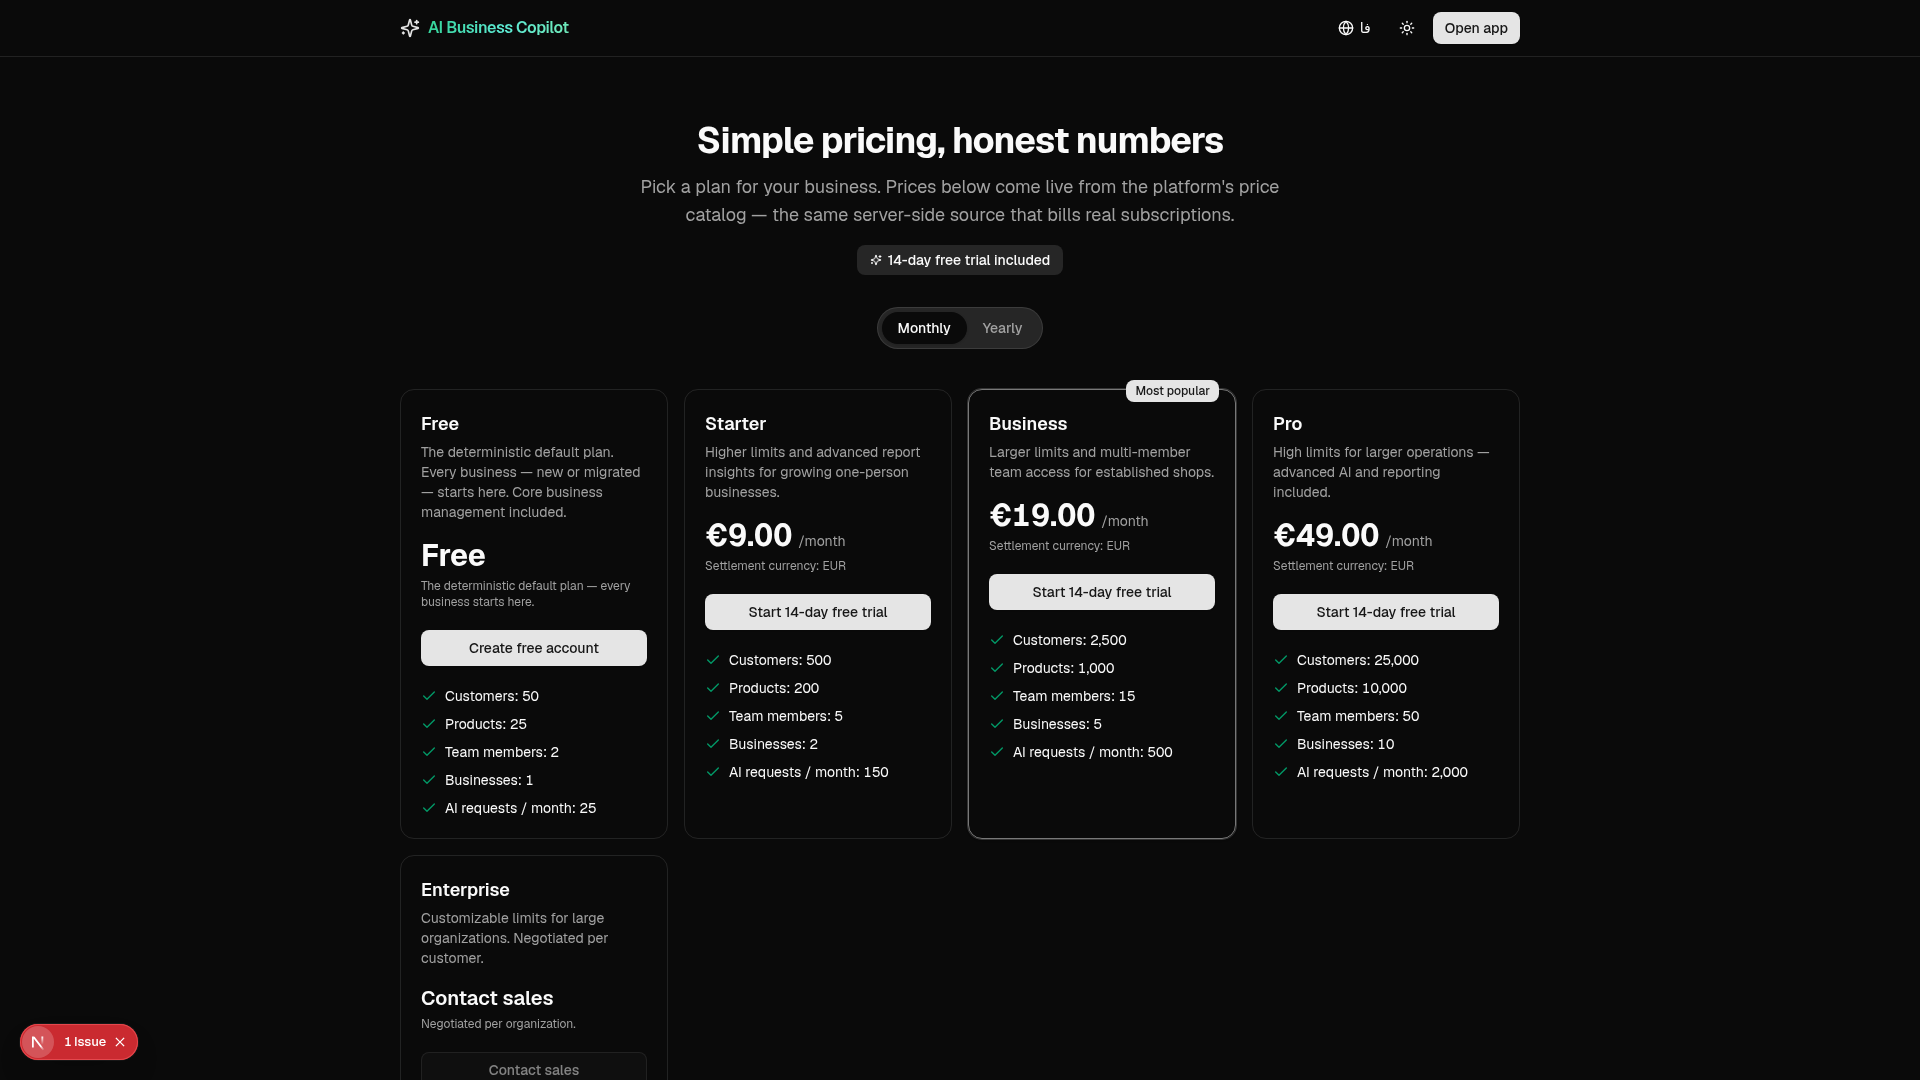 AI Business Copilot
فا
Open app
Simple pricing, honest numbers
Pick a plan for your business. Prices below come live from the platform's price
catalog — the same server-side source that bills real subscriptions.
14-day free trial included
Monthly
Yearly
Free
The deterministic default plan.
Every business — new or migrated
— starts here. Core business
management included.
Free
The deterministic default plan — every
business starts here.
Create free account
Customers: 50
Products: 25
Team members: 2
Businesses: 1
AI requests / month: 25
Starter
Higher limits and advanced report
insights for growing one-person
businesses.
€9.00 /month
Settlement currency: EUR
Start 14-day free trial
Customers: 500
Products: 200
Team members: 5
Businesses: 2
AI requests / month: 150
Most popular
Business
Larger limits and multi-member
team access for established shops.
€19.00 /month
Settlement currency: EUR
Start 14-day free trial
Customers: 2,500
Products: 1,000
Team members: 15
Businesses: 5
AI requests / month: 500
Pro
High limits for larger operations —
advanced AI and reporting
included.
€49.00 /month
Settlement currency: EUR
Start 14-day free trial
Customers: 25,000
Products: 10,000
Team members: 50
Businesses: 10
AI requests / month: 2,000
Enterprise
Customizable limits for large
organizations. Negotiated per
customer.
Contact sales
Negotiated per organization.
Contact sales
N
1 Issue